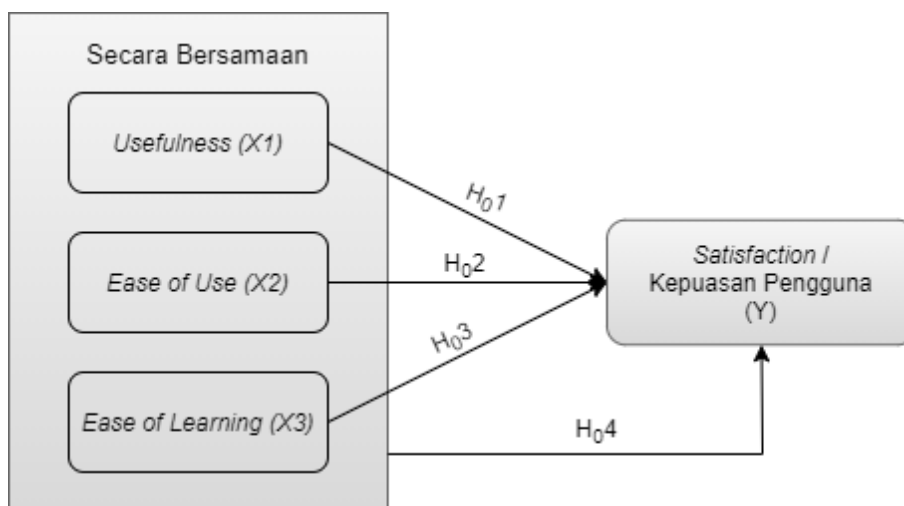 Secara Bersamaan
Usefulness (X1)
H₀1
Ease of Use (X2)
H₀2
Satisfaction /
Kepuasan Pengguna
(Y)
H₀3
Ease of Learning (X3)
H₀4